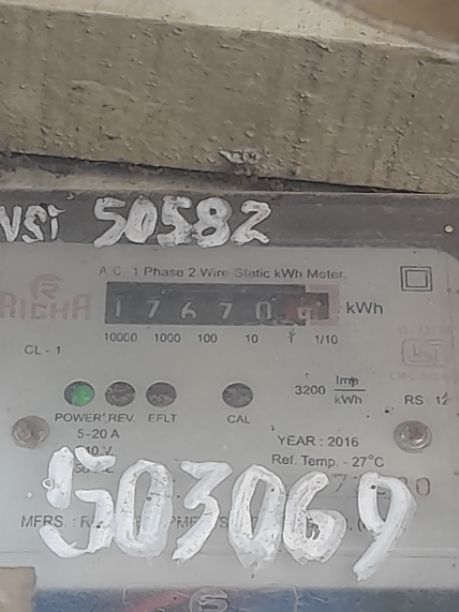 VSi 50582
A.C. 1 Phase 2 Wire Static kWh Meter.
RICHA
1 7 6 7 0 kWh
10000 1000 100 10 1 1/10
CL - 1
3200 Imp/kWh
POWER REV. E.FLT CAL
RS : 12
5-20 A
YEAR : 2016
Ref. Temp. - 27°C
503069
MFRS. :